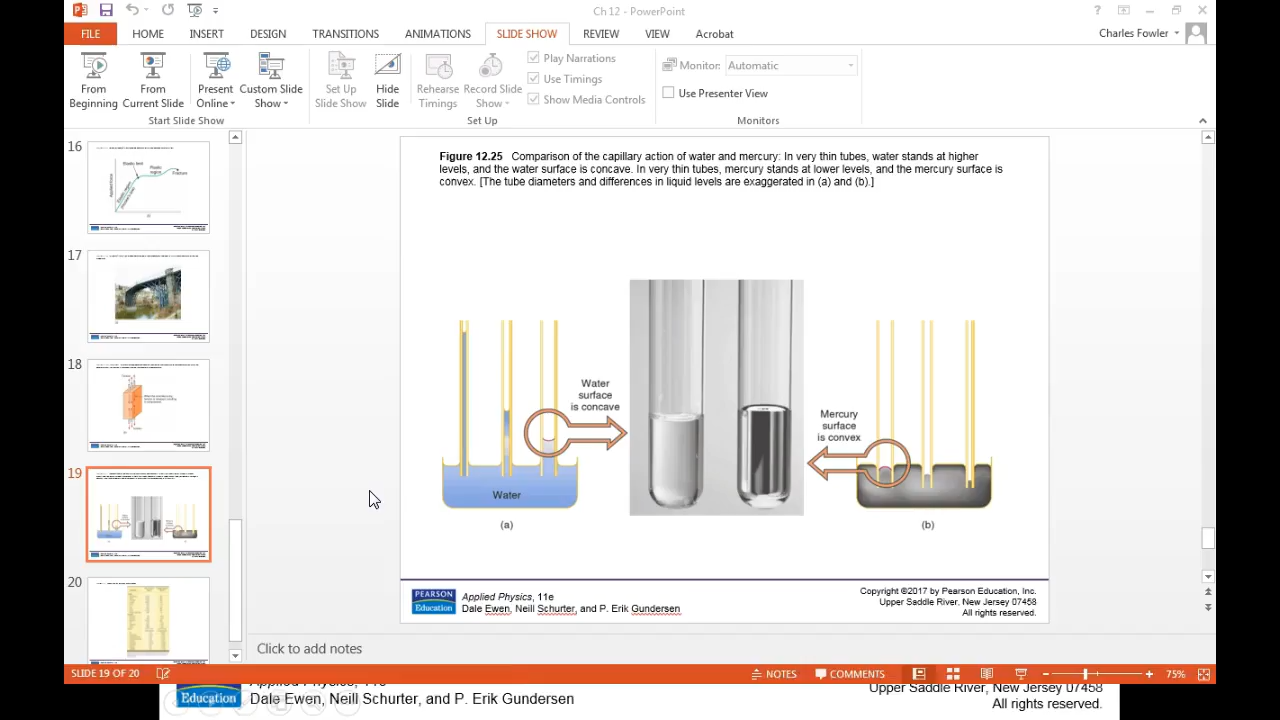 Ch 12 - PowerPoint
?
FILE
HOME
INSERT
DESIGN
TRANSITIONS
ANIMATIONS
SLIDE SHOW
REVIEW
VIEW
Acrobat
Charles Fowler
From Beginning
From Current Slide
Present Online
Custom Slide Show
Set Up Slide Show
Hide Slide
Rehearse Timings
Record Slide Show
Play Narrations
Use Timings
Show Media Controls
Monitor: Automatic
Use Presenter View
Start Slide Show
Set Up
Monitors
16
17
18
19
20
Figure 12.25 Comparison of the capillary action of water and mercury: In very thin tubes, water stands at higher
levels, and the water surface is concave. In very thin tubes, mercury stands at lower levels, and the mercury surface is
convex. [The tube diameters and differences in liquid levels are exaggerated in (a) and (b).]
Water
surface
is concave
Mercury
surface
is convex
Water
(a)
(b)
PEARSON
Education
Applied Physics, 11e
Dale Ewen, Neill Schurter, and P. Erik Gundersen
Copyright ©2017 by Pearson Education, Inc.
Upper Saddle River, New Jersey 07458
All rights reserved.
Click to add notes
SLIDE 19 OF 20
NOTES
COMMENTS
75%
Education
Dale Ewen, Neill Schurter, and P. Erik Gundersen
Upper Saddle River, New Jersey 07458
All rights reserved.